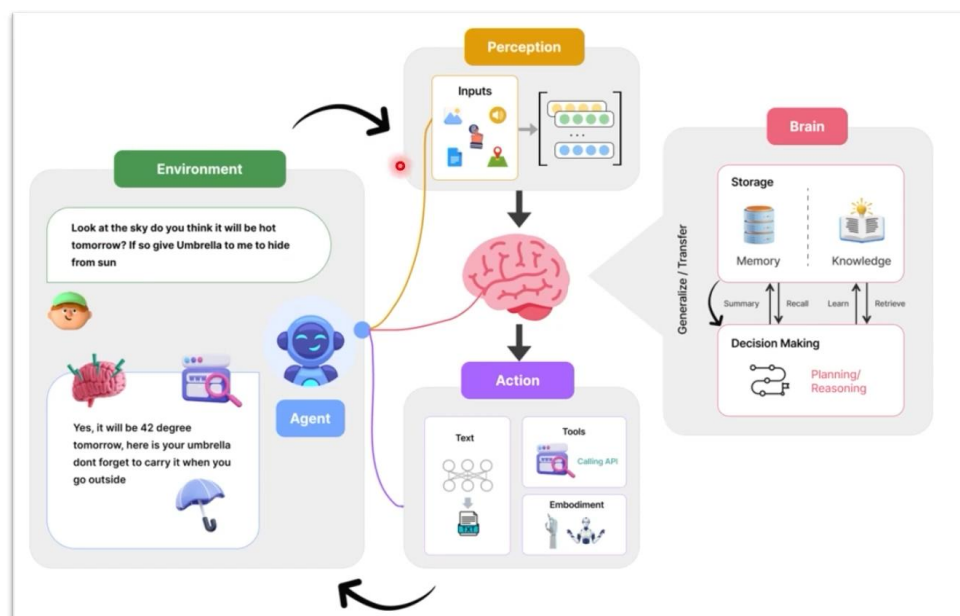 Perception
Inputs
...
Brain
Environment
Storage
Look at the sky do you think it will be hot
tomorrow? If so give Umbrella to me to hide
from sun
Memory
Knowledge
Generalize / Transfer
Summary
Recall
Learn
Retrieve
Decision Making
Planning/
Reasoning
Action
Agent
WWW
Yes, it will be 42 degree
tomorrow, here is your umbrella
dont forget to carry it when you
go outside
Text
TXT
Tools
WWW
Calling API
Embodiment